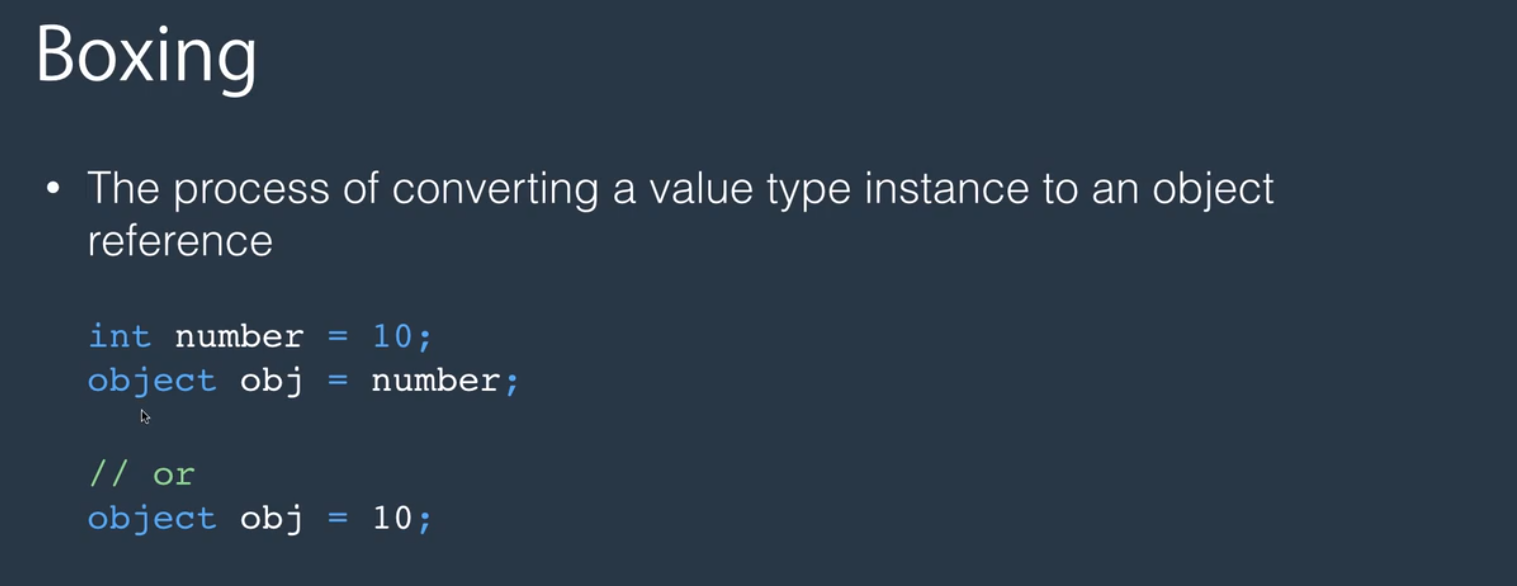 Boxing
• The process of converting a value type instance to an object
reference
int number = 10;
object obj = number;
// or
object obj = 10;